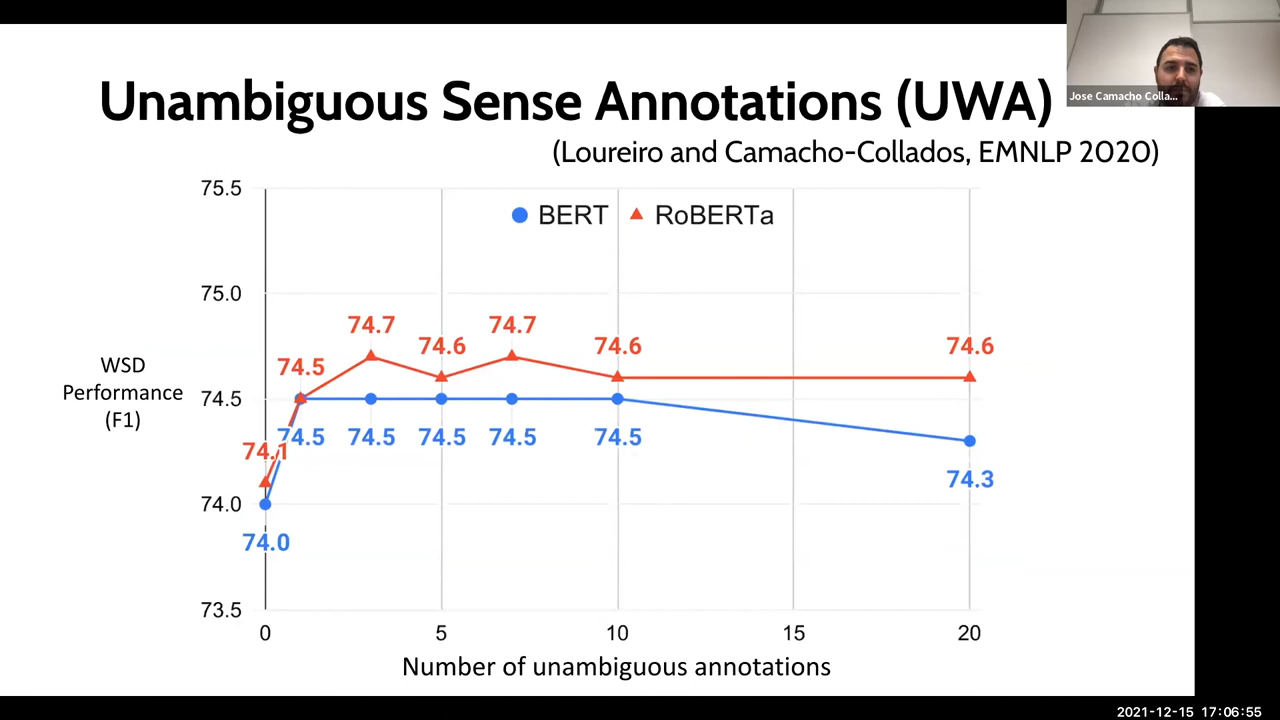 Unambiguous Sense Annotations (UWA)
Jose Camacho Colla...
(Loureiro and Camacho-Collados, EMNLP 2020)
75.5
BERT RoBERTa
75.0
74.7 74.7
74.6 74.6 74.6
74.5
WSD
Performance
(F1)
74.5
74.5 74.5 74.5 74.5 74.5
74.1
74.3
74.0
74.0
73.5
0 5 10 15 20
Number of unambiguous annotations
2021-12-15 17:06:55